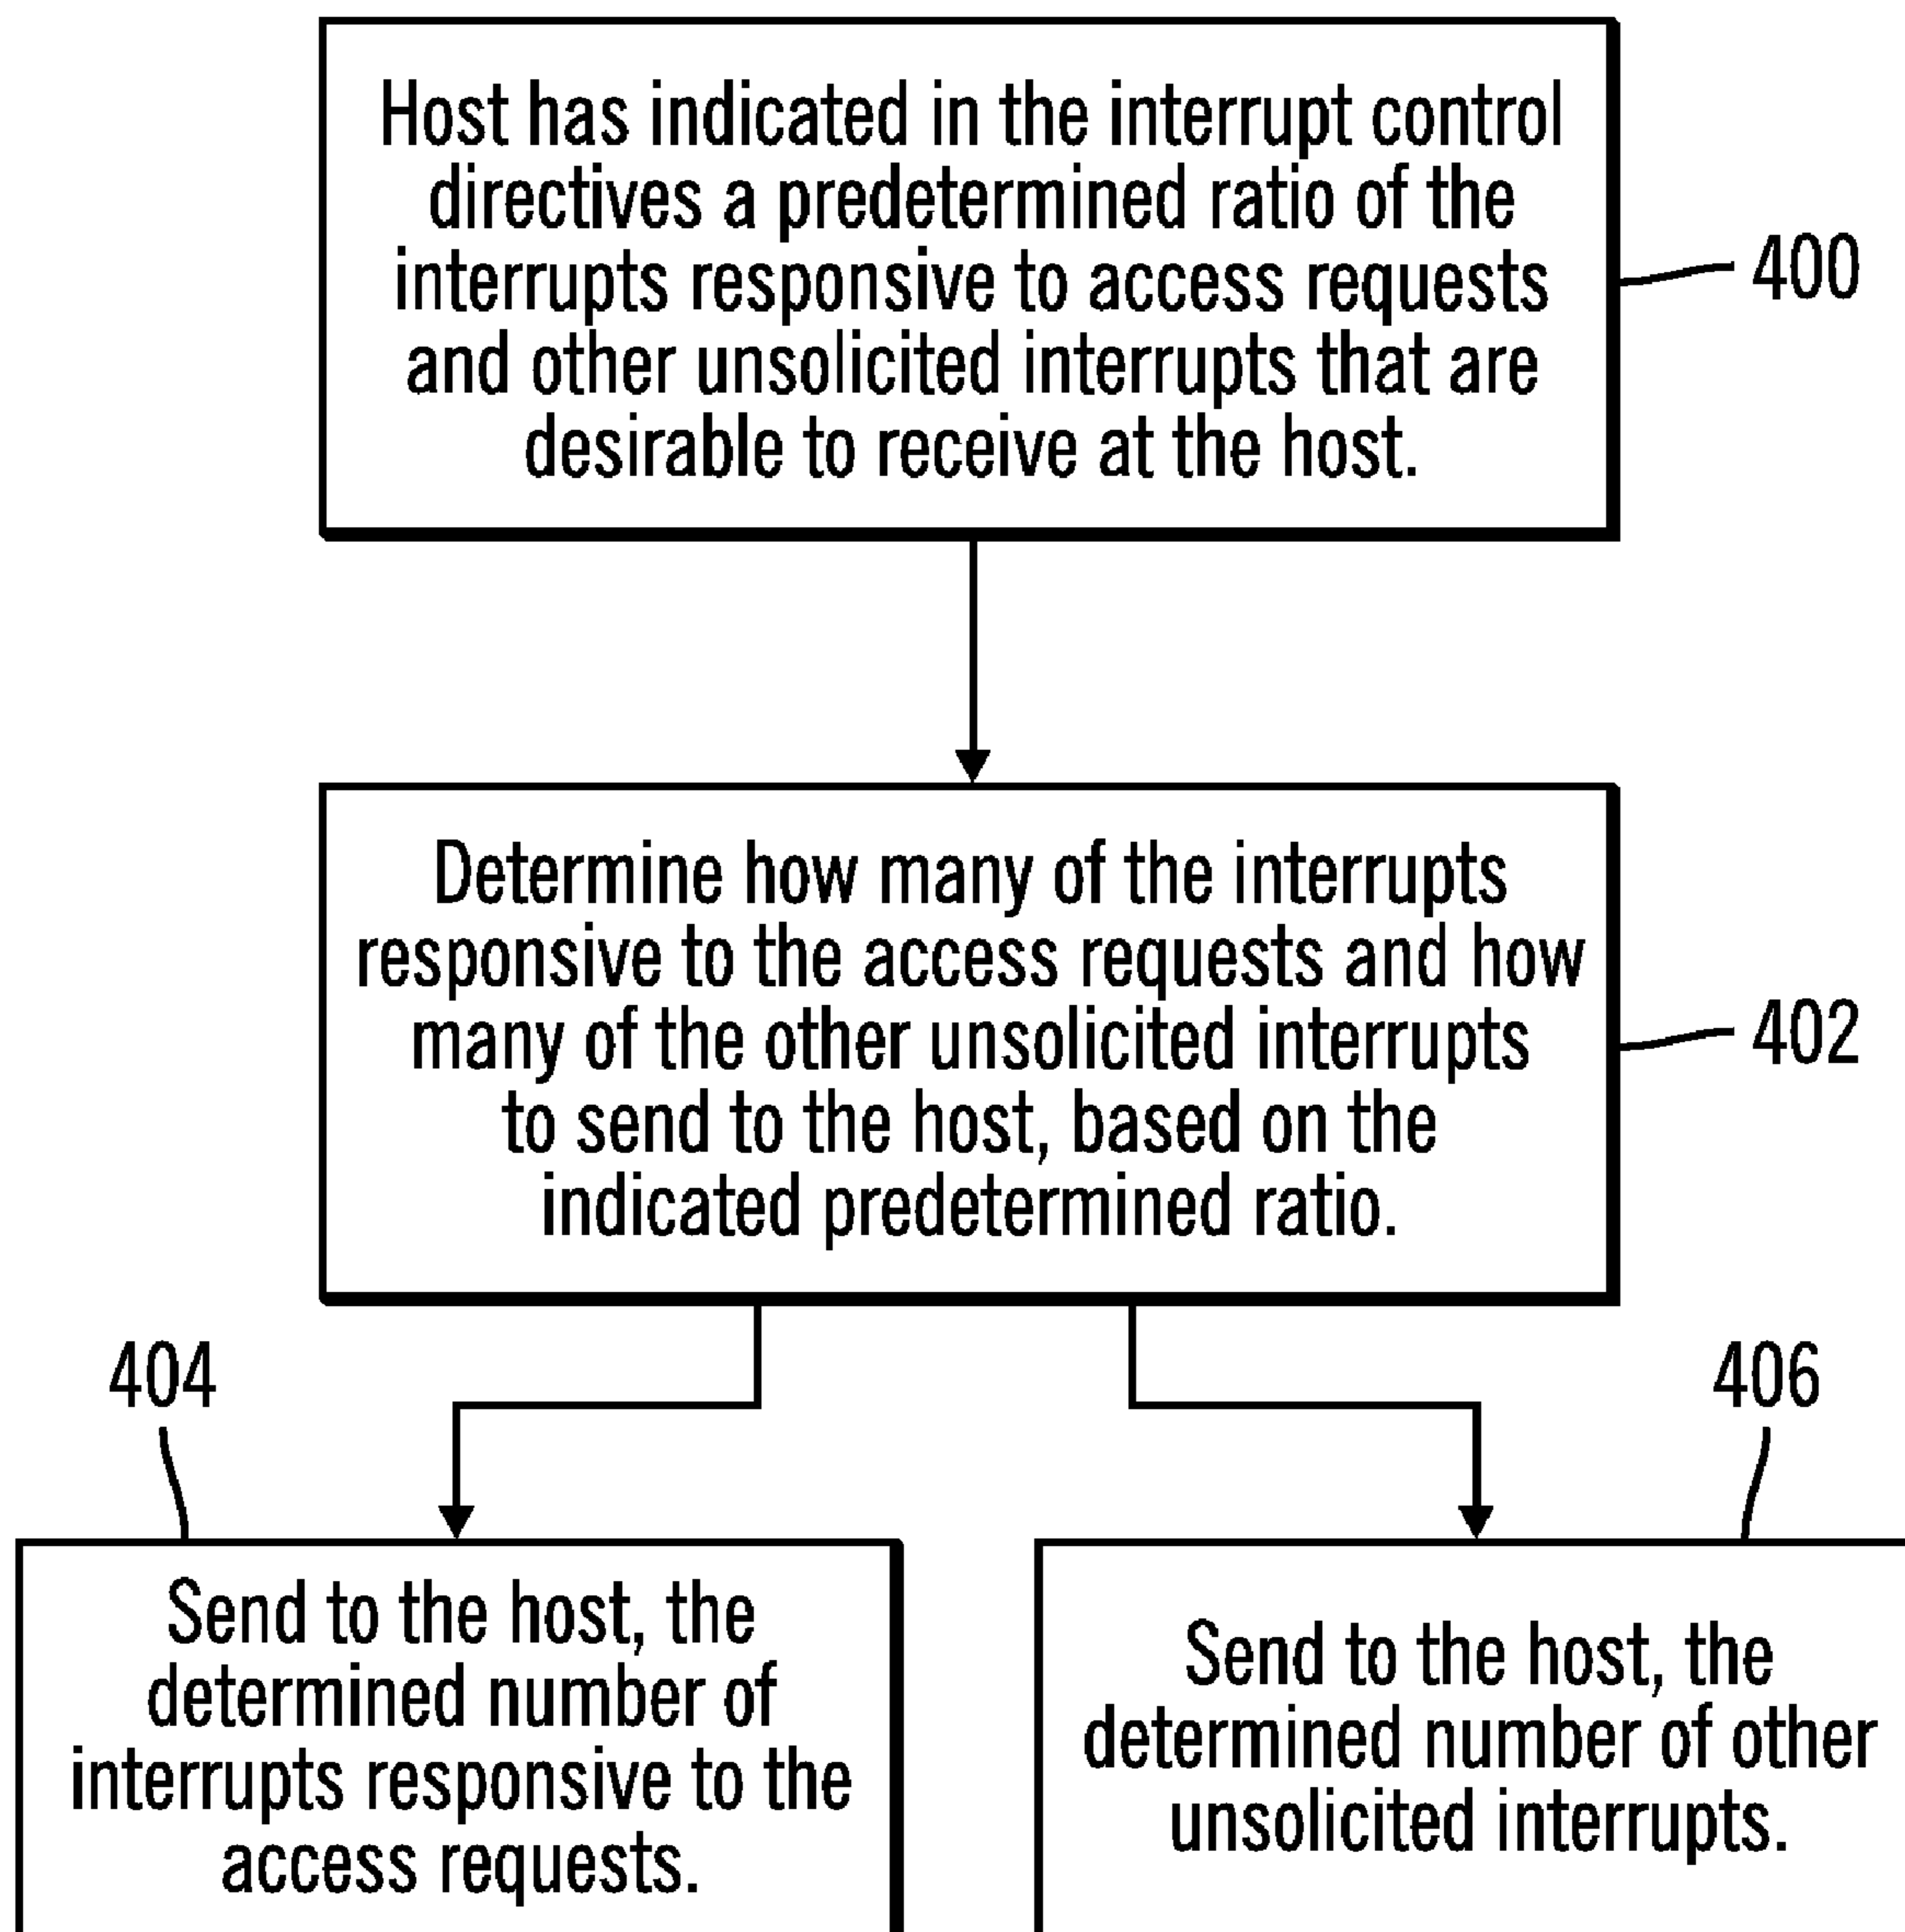 Host has indicated in the interrupt control
directives a predetermined ratio of the
interrupts responsive to access requests
and other unsolicited interrupts that are
desirable to receive at the host.
400
Determine how many of the interrupts
responsive to the access requests and how
many of the other unsolicited interrupts
to send to the host, based on the
indicated predetermined ratio.
402
404
Send to the host, the
determined number of
interrupts responsive to the
access requests.
406
Send to the host, the
determined number of other
unsolicited interrupts.